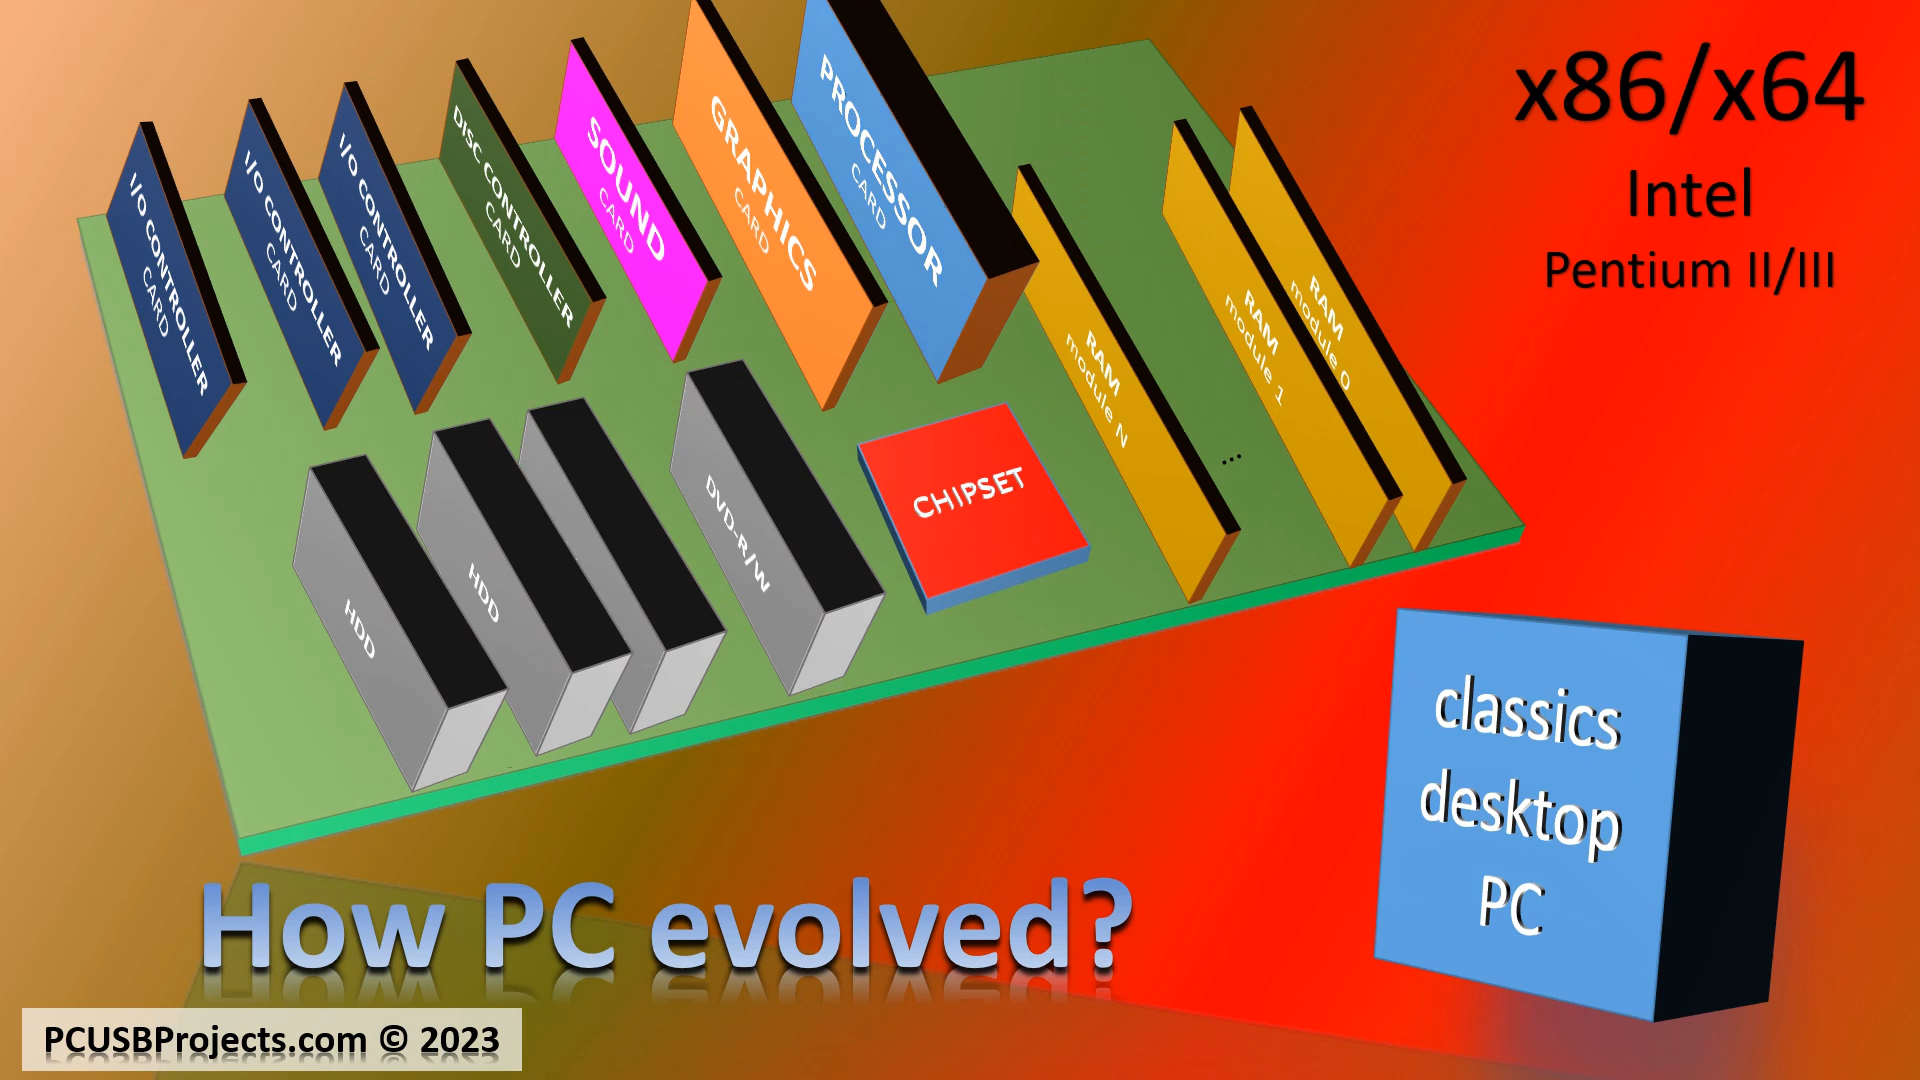 I/O CONTROLLER
CARD
I/O CONTROLLER
CARD
I/O CONTROLLER
CARD
DISC CONTROLLER
CARD
SOUND
CARD
GRAPHICS
CARD
PROCESSOR
CARD
RAM
module N
...
RAM
module 1
RAM
module 0
x86/x64
Intel
Pentium II/III
HDD
HDD
DVD-R/W
CHIPSET
classics
desktop
PC
How PC evolved?
PCUSBProjects.com © 2023